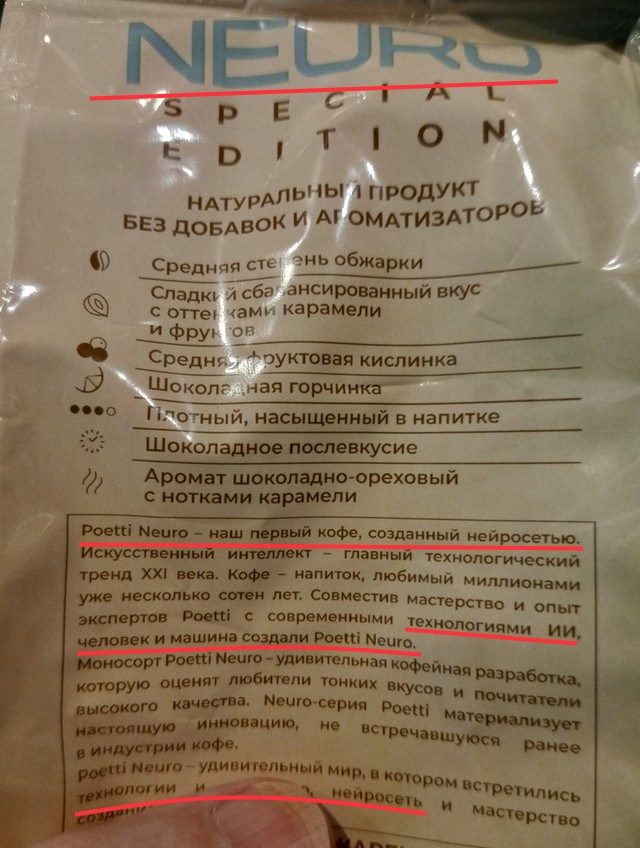 NEURO
SPECIAL
EDITION
НАТУРАЛЬНЫЙ ПРОДУКТ
БЕЗ ДОБАВОК И АРОМАТИЗАТОРОВ
Средняя степень обжарки
Сладкий сбалансированный вкус
с оттенками карамели
и фруктов
Средняя фруктовая кислинка
Шоколадная горчинка
Плотный, насыщенный в напитке
Шоколадное послевкусие
Аромат шоколадно-ореховый
с нотками карамели
Poetti Neuro – наш первый кофе, созданный нейросетью.
Искусственный интеллект – главный технологический
тренд XXI века. Кофе – напиток, любимый миллионами
уже несколько сотен лет. Совместив мастерство и опыт
экспертов Poetti с современными технологиями ИИ,
человек и машина создали Poetti Neuro.
Моносорт Poetti Neuro – удивительная кофейная разработка,
которую оценят любители тонких вкусов и почитатели
высокого качества. Neuro-серия Poetti материализует
настоящую инновацию, не встречавшуюся ранее
в индустрии кофе.
Poetti Neuro – удивительный мир, в котором встретились
технологии и нейросеть и мастерство